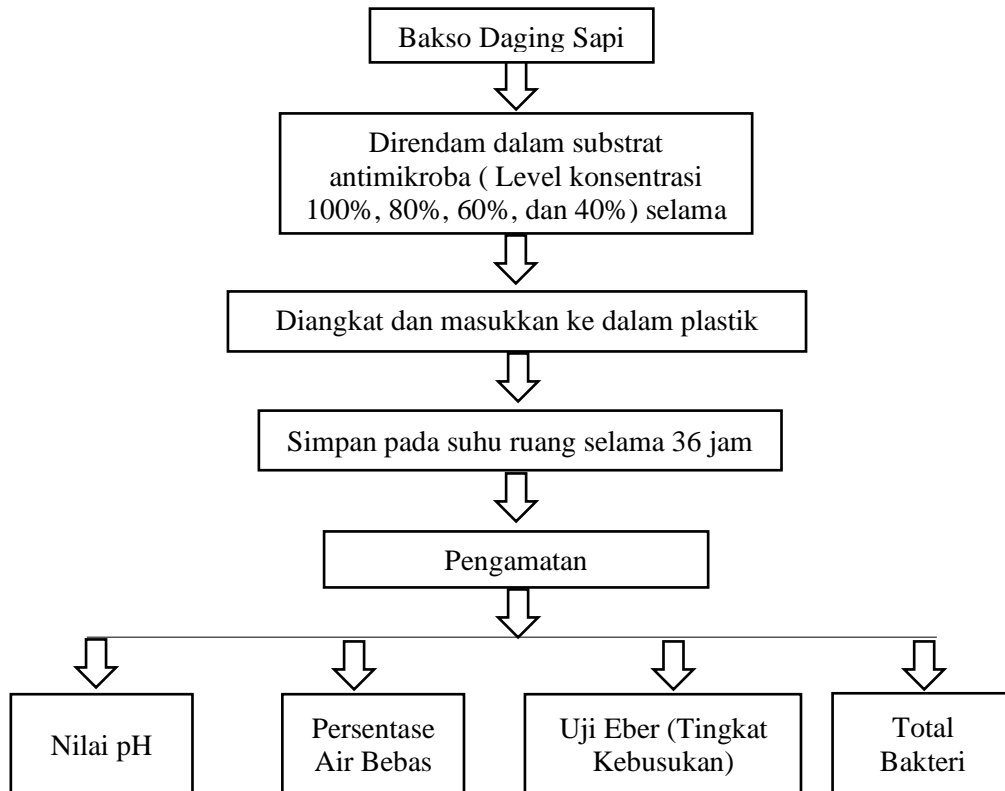 Bakso Daging Sapi
Direndam dalam substrat
antimikroba ( Level konsentrasi
100%, 80%, 60%, dan 40%) selama
Diangkat dan masukkan ke dalam plastik
Simpan pada suhu ruang selama 36 jam
Pengamatan
Nilai pH
Persentase
Air Bebas
Uji Eber (Tingkat
Kebusukan)
Total
Bakteri